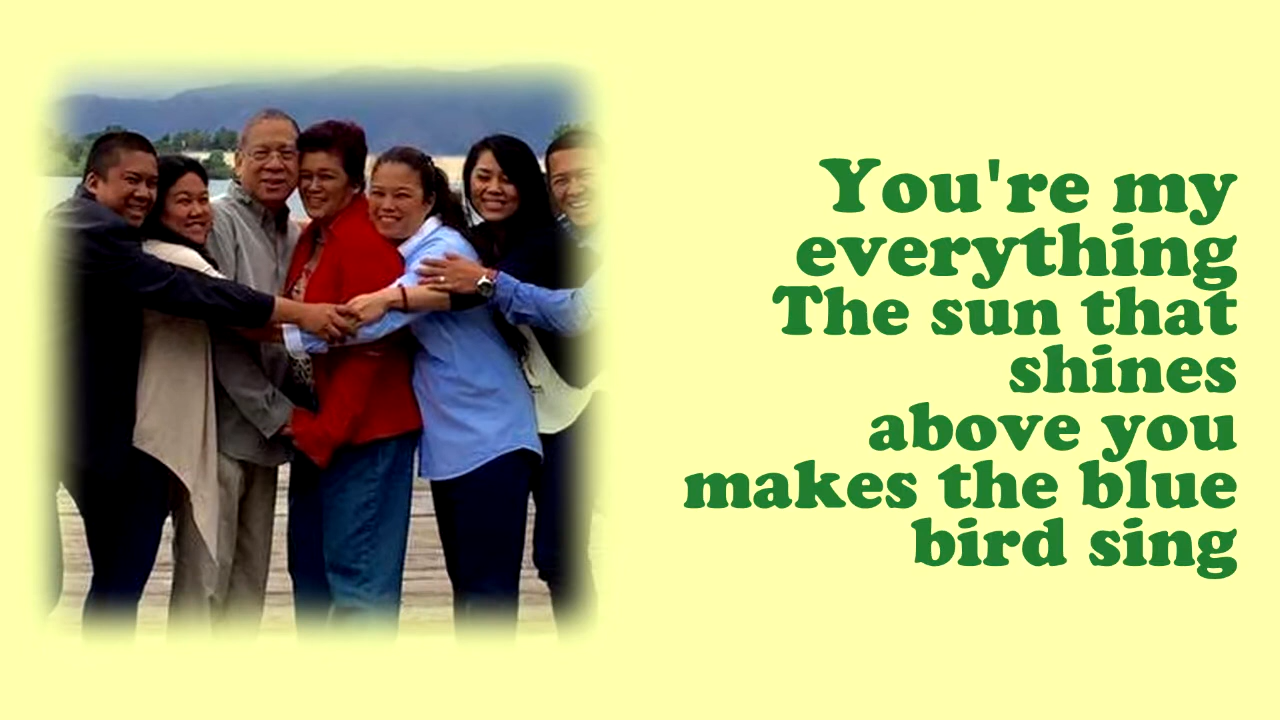 You're my
everything
The sun that
shines
above you
makes the blue
bird sing